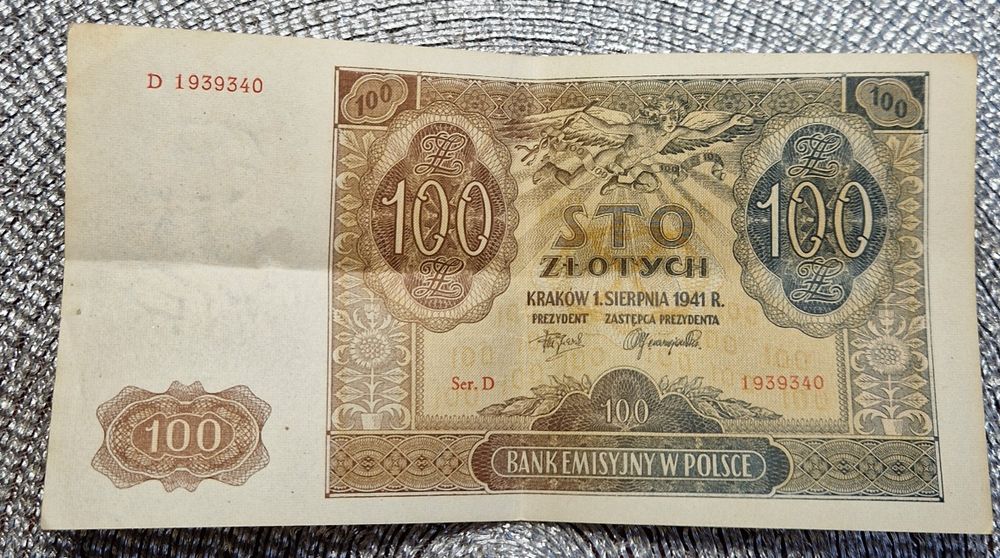 D 1939340
100
100
100
100
STO
ZŁOTYCH
KRAKÓW 1. SIERPNIA 1941 R.
PREZYDENT ZASTĘPCA PREZYDENTA
Ser. D 1939340
100
100
BANK EMISYJNY W POLSCE